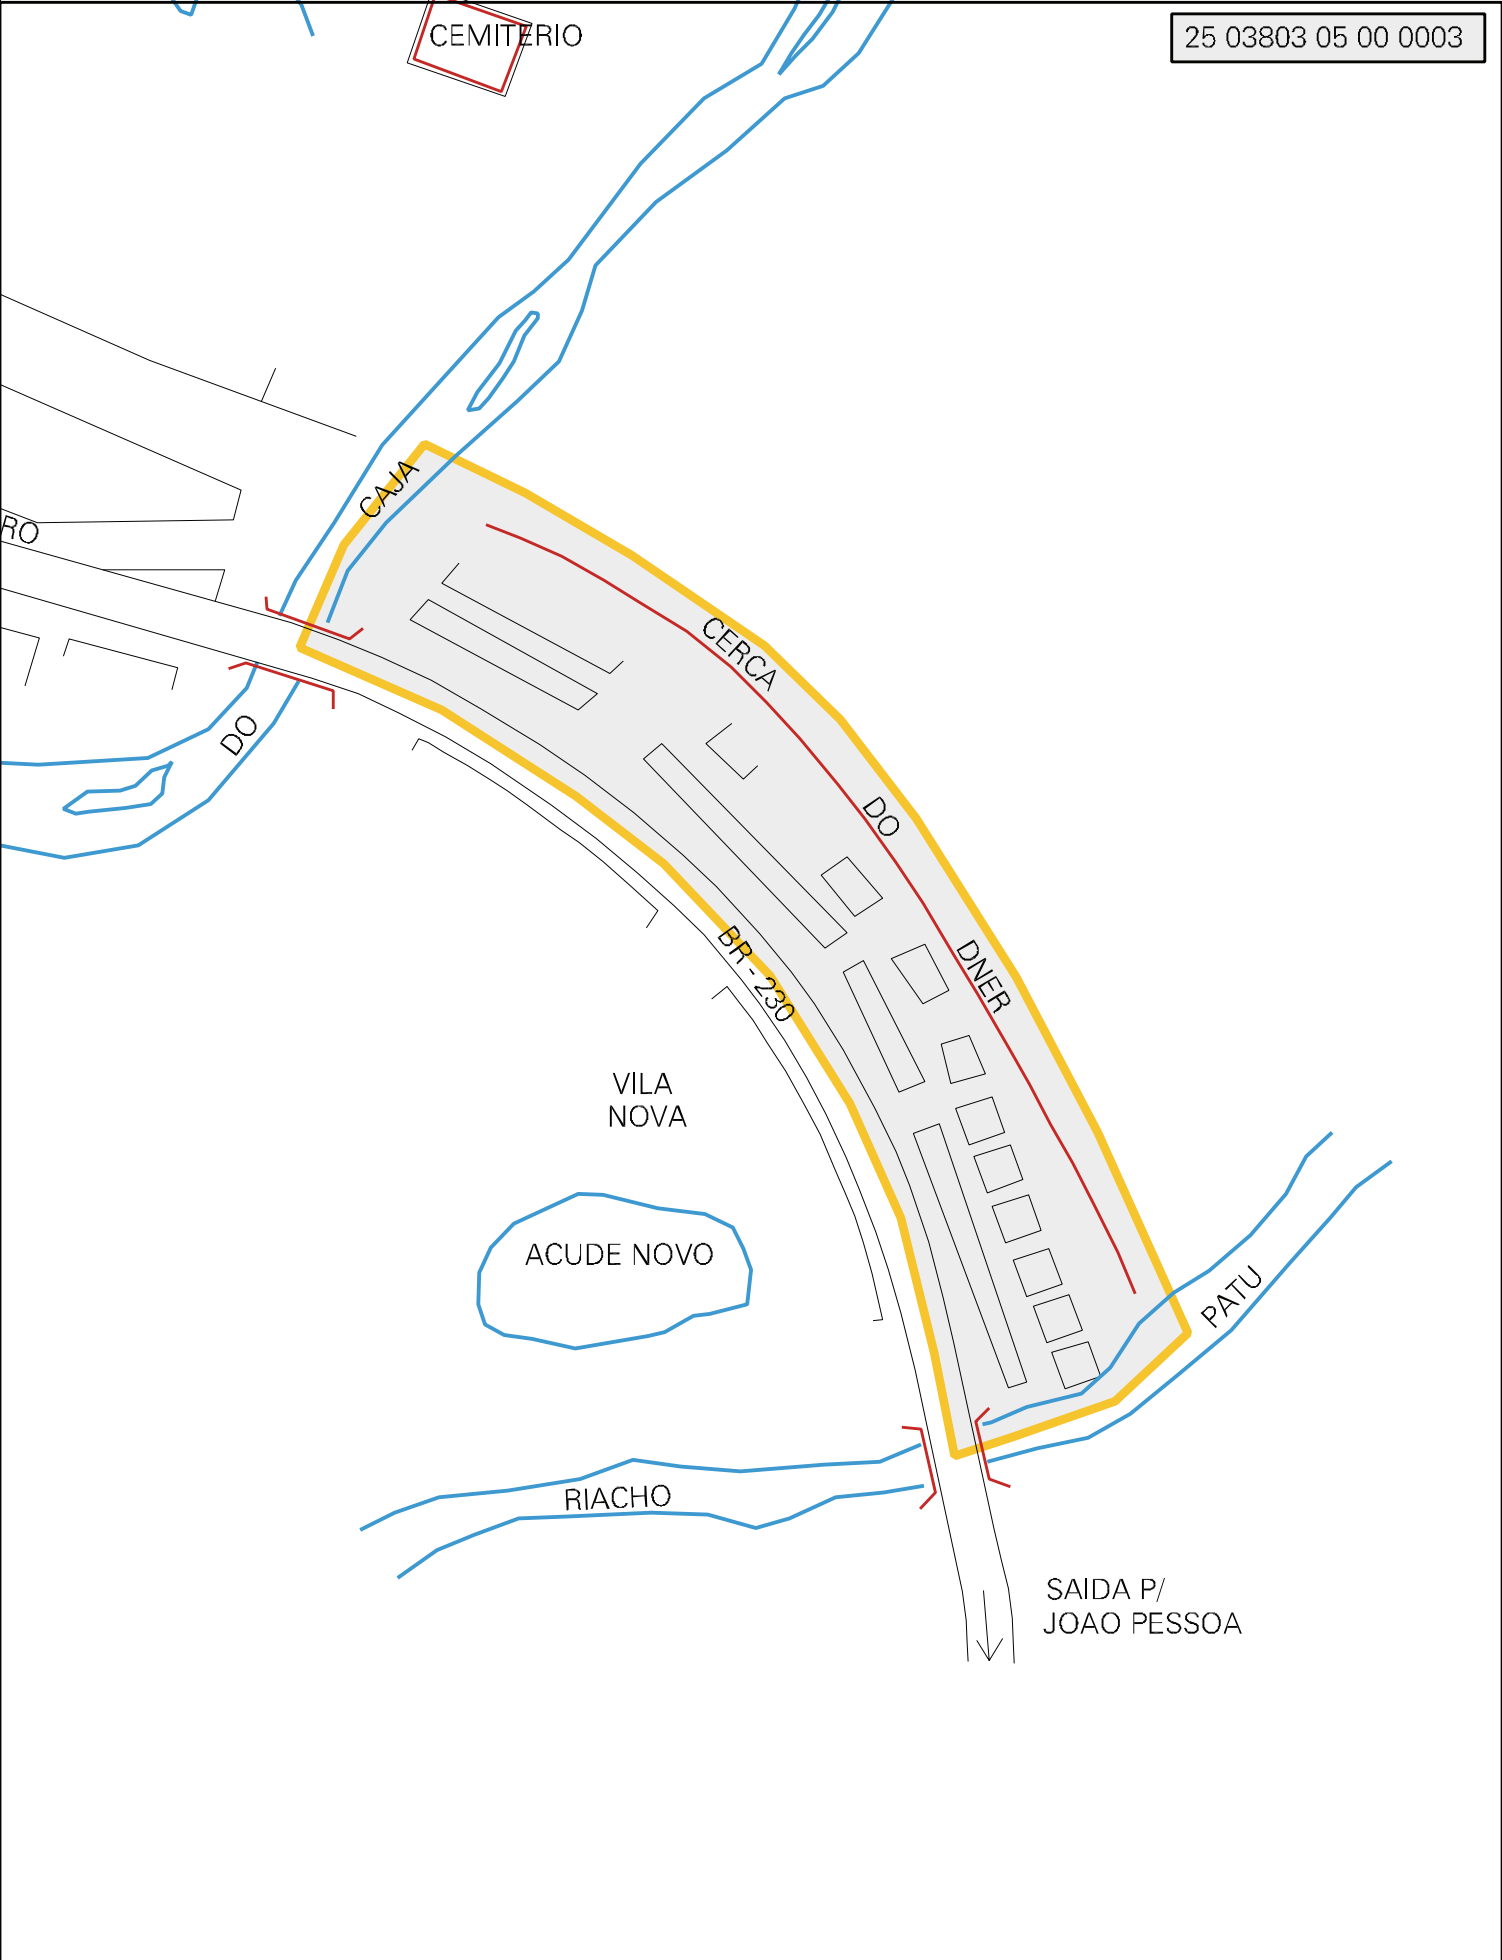 CEMITERIO
25 03803 05 00 0003
CAJA
RO
CERCA
DO
DO
DNER
BR - 230
VILA
NOVA
ACUDE NOVO
PATU
RIACHO
SAIDA P/
JOAO PESSOA